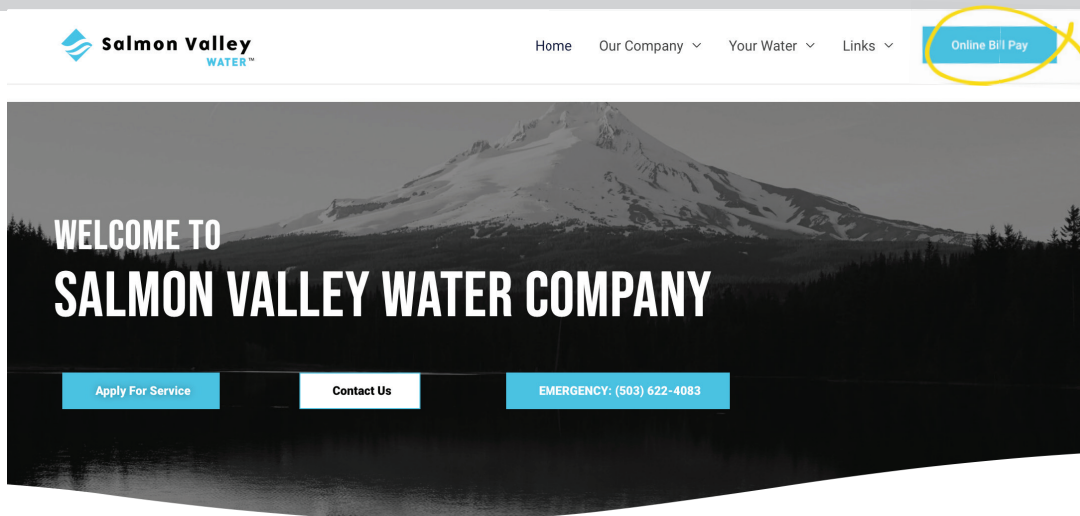 Salmon Valley
WATER™
Home Our Company Your Water Links Online Bill Pay
WELCOME TO
SALMON VALLEY WATER COMPANY
Apply For Service Contact Us EMERGENCY: (503) 622-4083